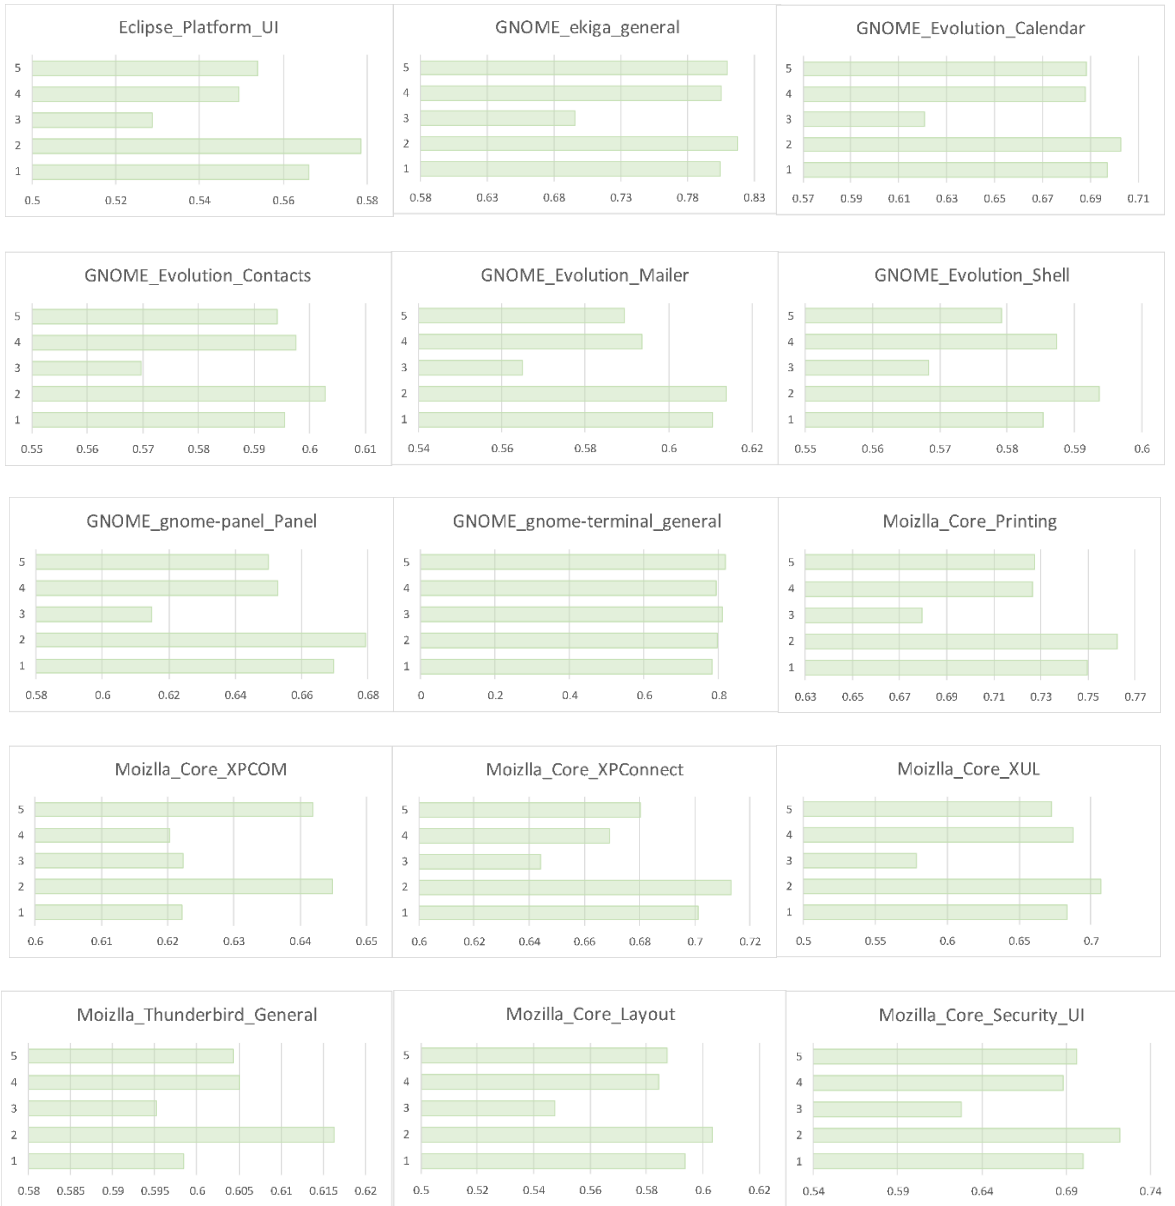 Eclipse_Platform_UI
5
4
3
2
1
0.5 0.52 0.54 0.56 0.58
GNOME_ekiga_general
5
4
3
2
1
0.58 0.63 0.68 0.73 0.78 0.83
GNOME_Evolution_Calendar
5
4
3
2
1
0.57 0.59 0.61 0.63 0.65 0.67 0.69 0.71
GNOME_Evolution_Contacts
5
4
3
2
1
0.55 0.56 0.57 0.58 0.59 0.6 0.61
GNOME_Evolution_Mailer
5
4
3
2
1
0.54 0.56 0.58 0.6 0.62
GNOME_Evolution_Shell
5
4
3
2
1
0.55 0.56 0.57 0.58 0.59 0.6
GNOME_gnome-panel_Panel
5
4
3
2
1
0.58 0.6 0.62 0.64 0.66 0.68
GNOME_gnome-terminal_general
5
4
3
2
1
0 0.2 0.4 0.6 0.8
Moizlla_Core_Printing
5
4
3
2
1
0.63 0.65 0.67 0.69 0.71 0.73 0.75 0.77
Moizlla_Core_XPCOM
5
4
3
2
1
0.6 0.61 0.62 0.63 0.64 0.65
Moizlla_Core_XPConnect
5
4
3
2
1
0.6 0.62 0.64 0.66 0.68 0.7 0.72
Moizlla_Core_XUL
5
4
3
2
1
0.5 0.55 0.6 0.65 0.7
Moizlla_Thunderbird_General
5
4
3
2
1
0.58 0.585 0.59 0.595 0.6 0.605 0.61 0.615 0.62
Mozilla_Core_Layout
5
4
3
2
1
0.5 0.52 0.54 0.56 0.58 0.6 0.62
Mozilla_Core_Security_UI
5
4
3
2
1
0.54 0.59 0.64 0.69 0.74